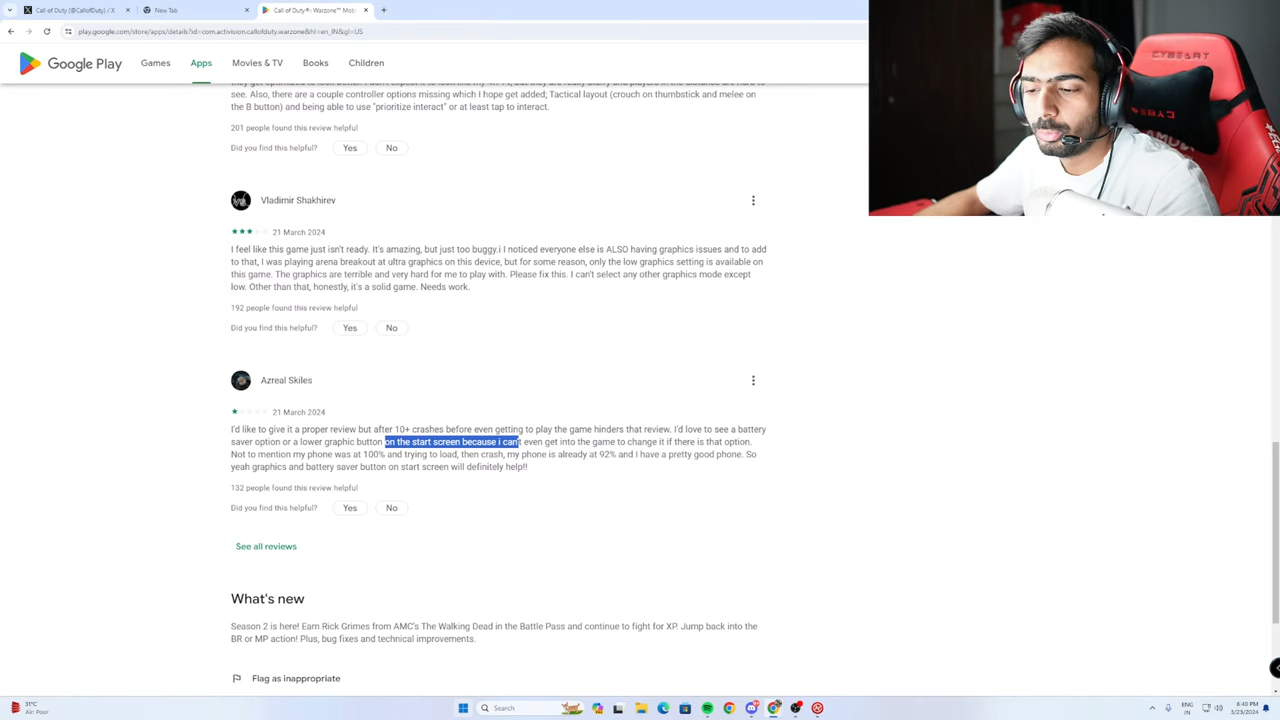 Call of Duty (@CallofDuty) / X
New Tab
Call of Duty®: Warzone™ Mob
play.google.com/store/apps/details?id=com.activision.callofduty.warzone&hl=en_IN&gl=US
Google Play
Games
Apps
Movies & TV
Books
Children
the distance are hard to
see. Also, there are a couple controller options missing which I hope get added; Tactical layout (crouch on thumbstick and melee on
the B button) and being able to use "prioritize interact" or at least tap to interact.
201 people found this review helpful
Did you find this helpful?
Yes
No
Vladimir Shakhirev
21 March 2024
I feel like this game just isn't ready. It's amazing, but just too buggy.i I noticed everyone else is ALSO having graphics issues and to add
to that, I was playing arena breakout at ultra graphics on this device, but for some reason, only the low graphics setting is available on
this game. The graphics are terrible and very hard for me to play with. Please fix this. I can't select any other graphics mode except
low. Other than that, honestly, it's a solid game. Needs work.
192 people found this review helpful
Did you find this helpful?
Yes
No
Azreal Skiles
21 March 2024
I'd like to give it a proper review but after 10+ crashes before even getting to play the game hinders that review. I'd love to see a battery
saver option or a lower graphic button on the start screen because i can't even get into the game to change it if there is that option.
Not to mention my phone was at 100% and trying to load, then crash, my phone is already at 92% and I have a pretty good phone. So
yeah graphics and battery saver button on start screen will definitely help!!
132 people found this review helpful
Did you find this helpful?
Yes
No
See all reviews
What's new
Season 2 is here! Earn Rick Grimes from AMC's The Walking Dead in the Battle Pass and continue to fight for XP. Jump back into the
BR or MP action! Plus, bug fixes and technical improvements.
Flag as inappropriate
31°C
Air: Poor
Search
ENG
IN
8:40 PM
3/23/2024
CYBEART